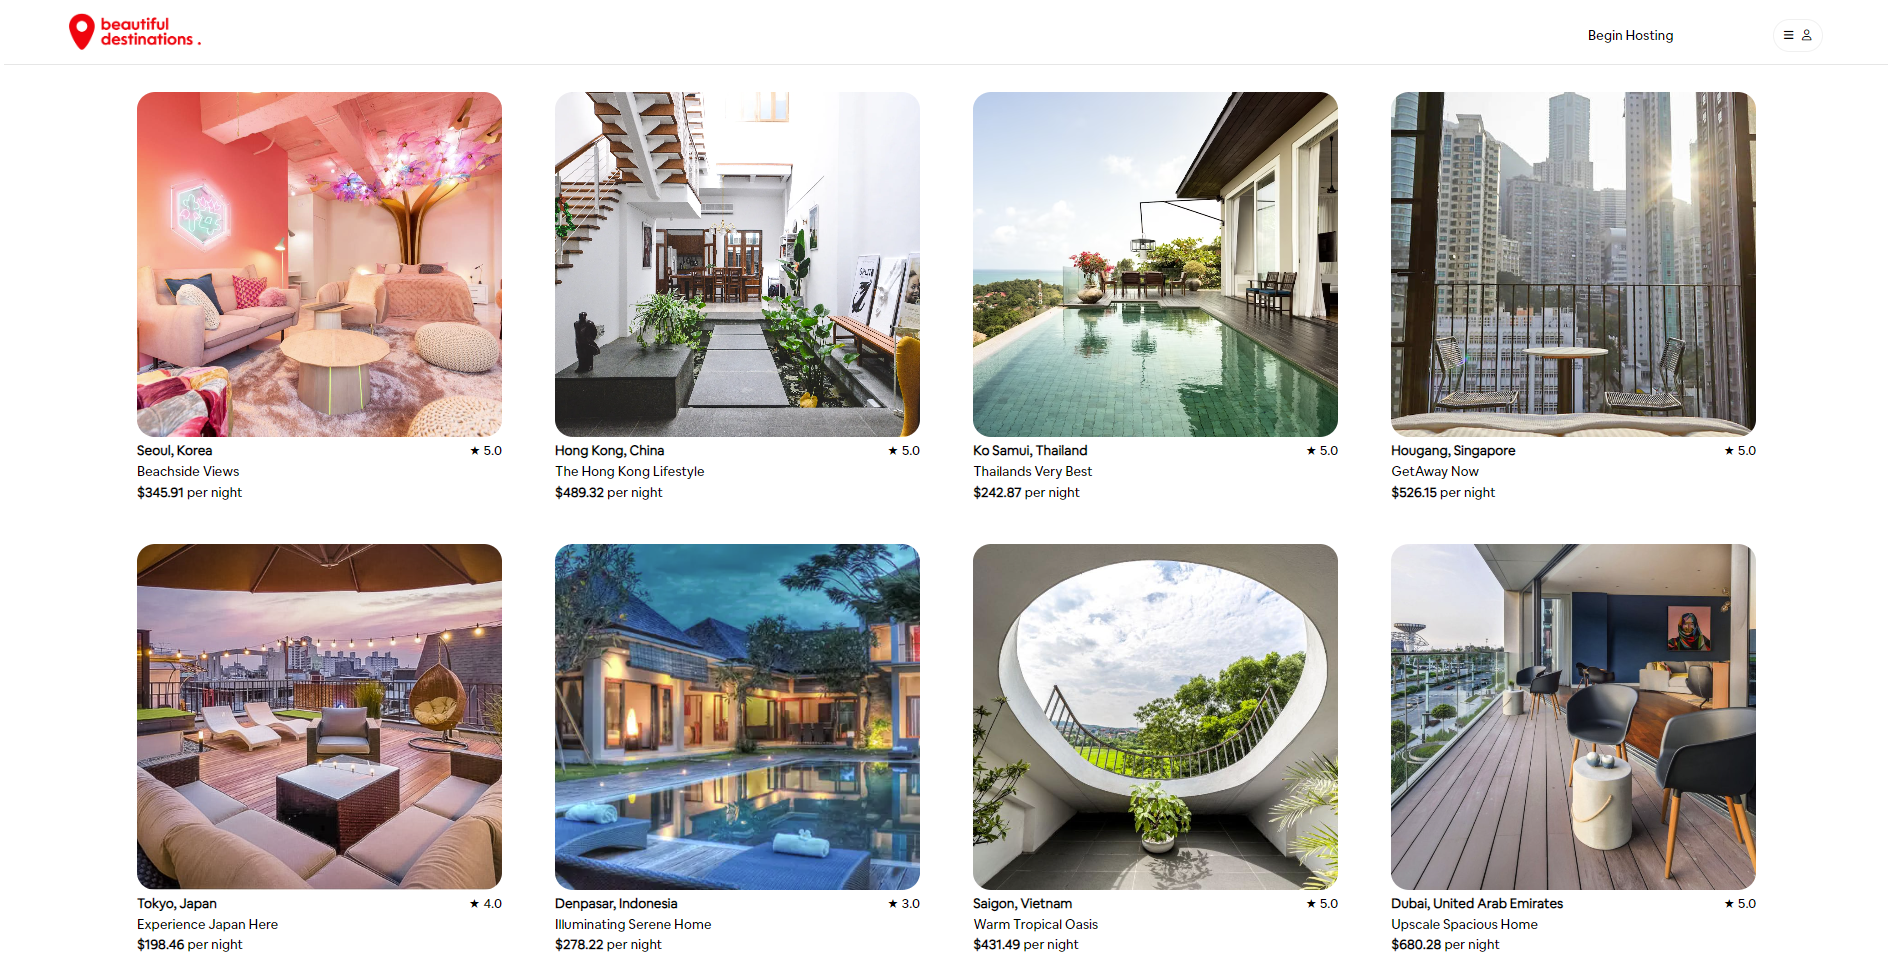 beautiful
destinations .
Begin Hosting
Seoul, Korea ★ 5.0
Beachside Views
$345.91 per night
Hong Kong, China ★ 5.0
The Hong Kong Lifestyle
$489.32 per night
Ko Samui, Thailand ★ 5.0
Thailands Very Best
$242.87 per night
Hougang, Singapore ★ 5.0
GetAway Now
$526.15 per night
Tokyo, Japan ★ 4.0
Experience Japan Here
$198.46 per night
Denpasar, Indonesia ★ 3.0
Illuminating Serene Home
$278.22 per night
Saigon, Vietnam ★ 5.0
Warm Tropical Oasis
$431.49 per night
Dubai, United Arab Emirates ★ 5.0
Upscale Spacious Home
$680.28 per night